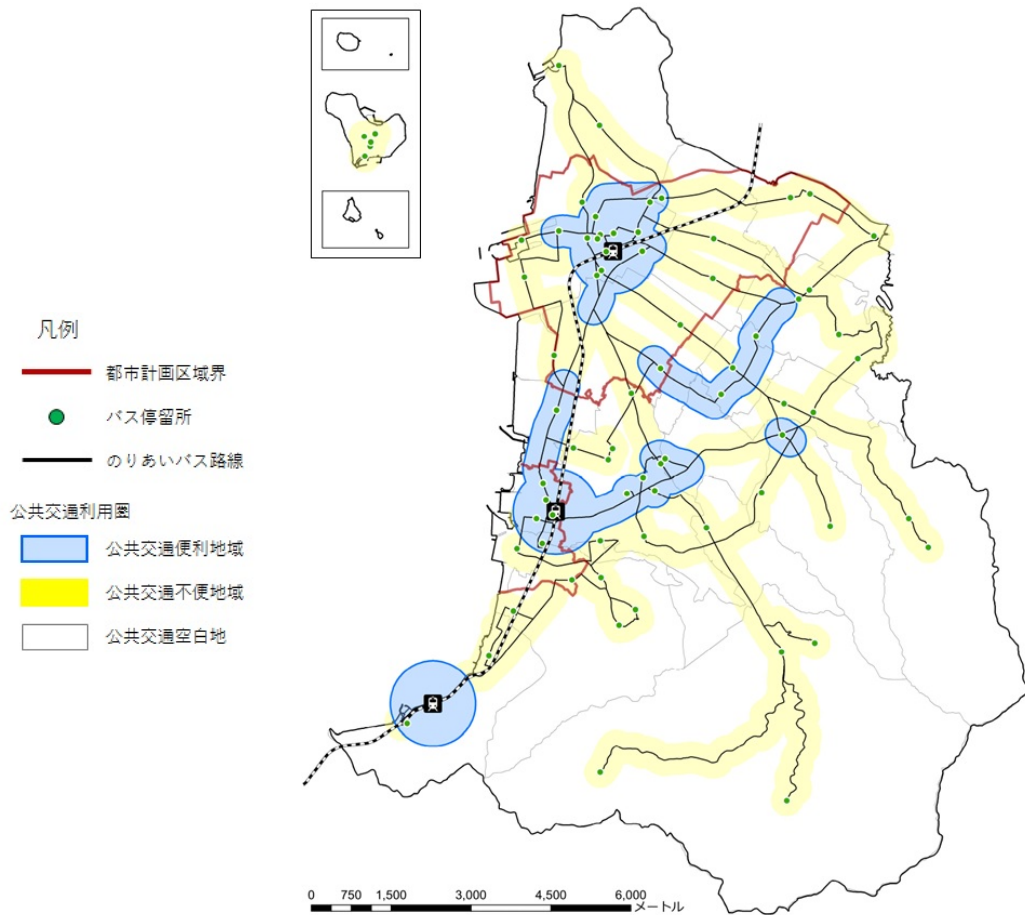 凡例
都市計画区域界
バス停留所
のりあいバス路線
公共交通利用圏
公共交通便利地域
公共交通不便地域
公共交通空白地
0 750 1,500 3,000 4,500 6,000
メートル